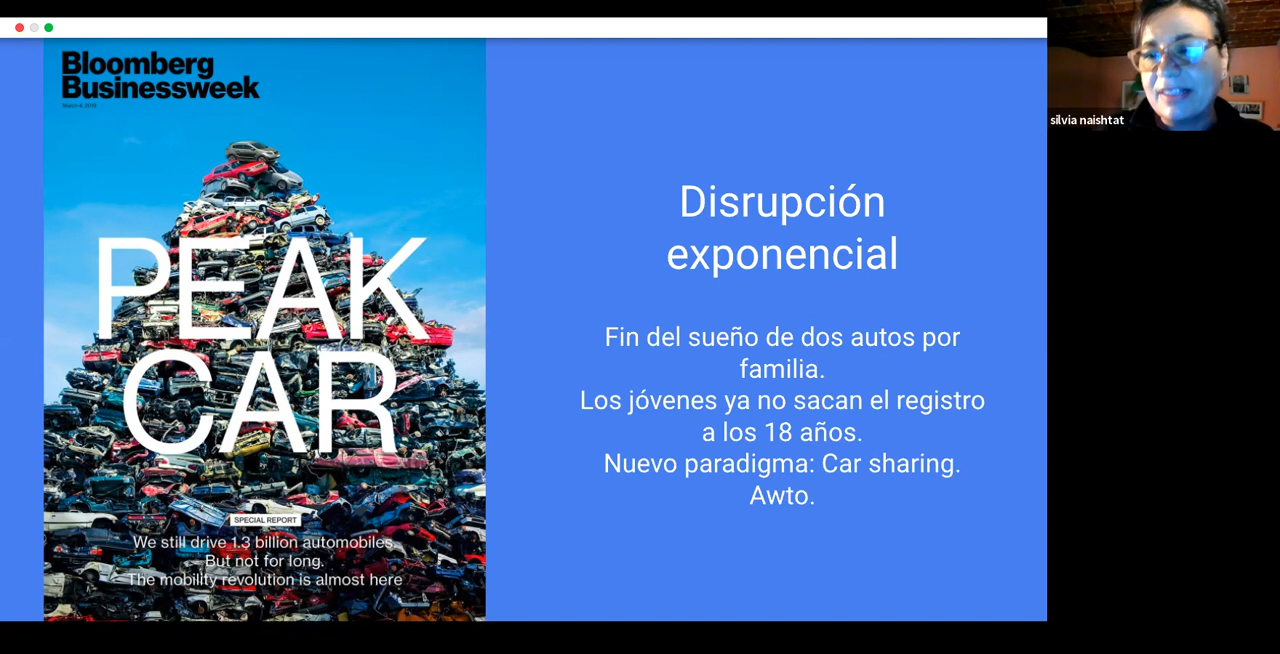 Bloomberg
Businessweek
PEAK
CAR
SPECIAL REPORT
We still drive 1.3 billion automobiles.
But not for long.
The mobility revolution is almost here
Disrupción
exponencial
Fin del sueño de dos autos por
familia.
Los jóvenes ya no sacan el registro
a los 18 años.
Nuevo paradigma: Car sharing.
Awto.
silvia naishtat